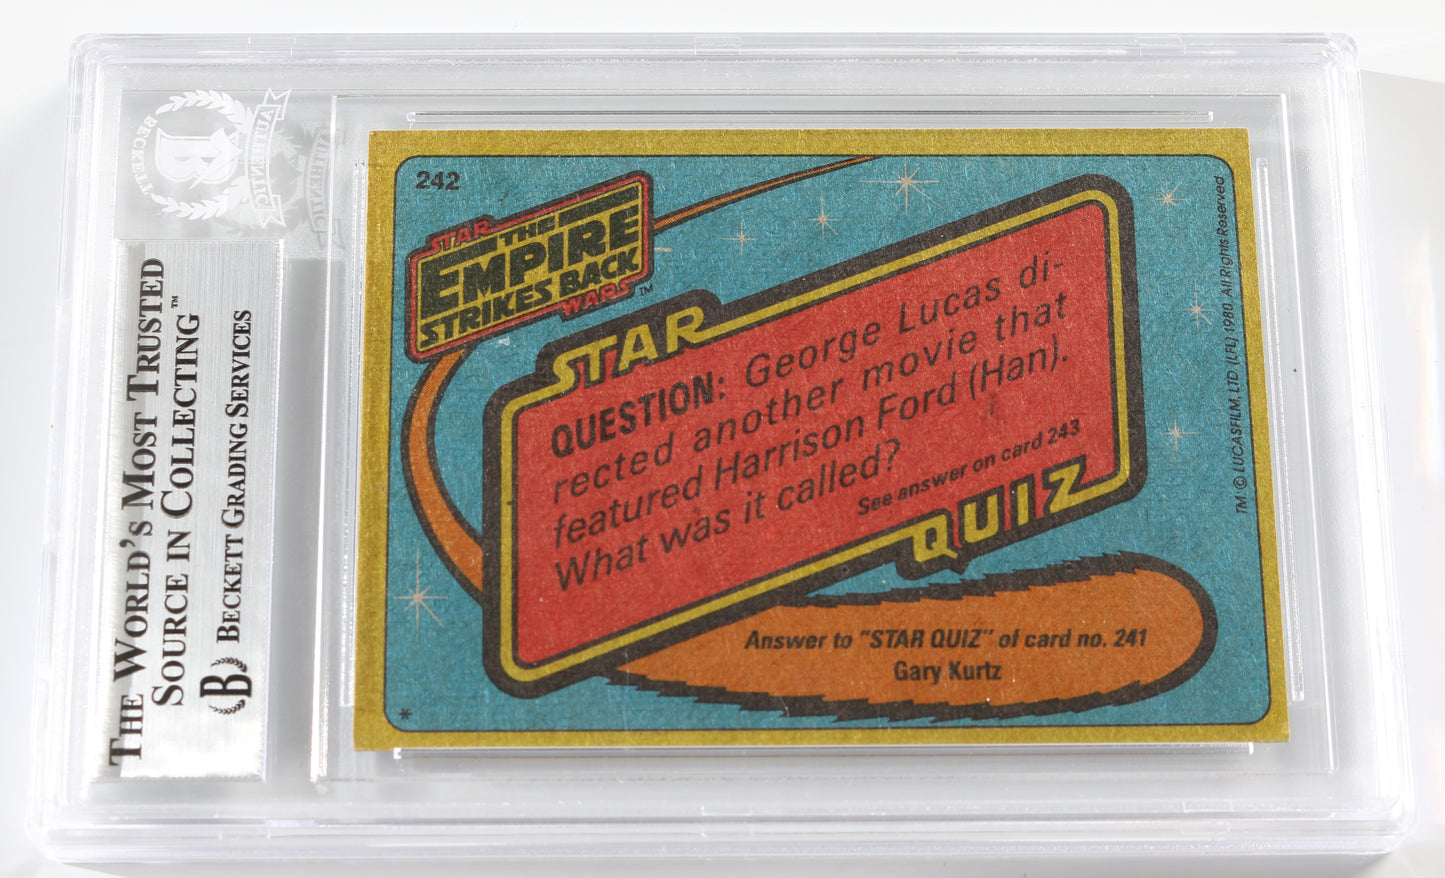 BECKETT
B
AUTHENTIC
THE WORLD'S MOST TRUSTED
SOURCE IN COLLECTING™
B BECKETT GRADING SERVICES
242
STAR
THE
EMPIRE
STRIKES BACK
WARS™
STAR
QUESTION: George Lucas di-
rected another movie that
featured Harrison Ford (Han).
What was it called?
See answer on card 243
QUIZ
Answer to "STAR QUIZ" of card no. 241
Gary Kurtz
*
TM. © LUCASFILM, LTD (LFL) 1980 All Rights Reserved